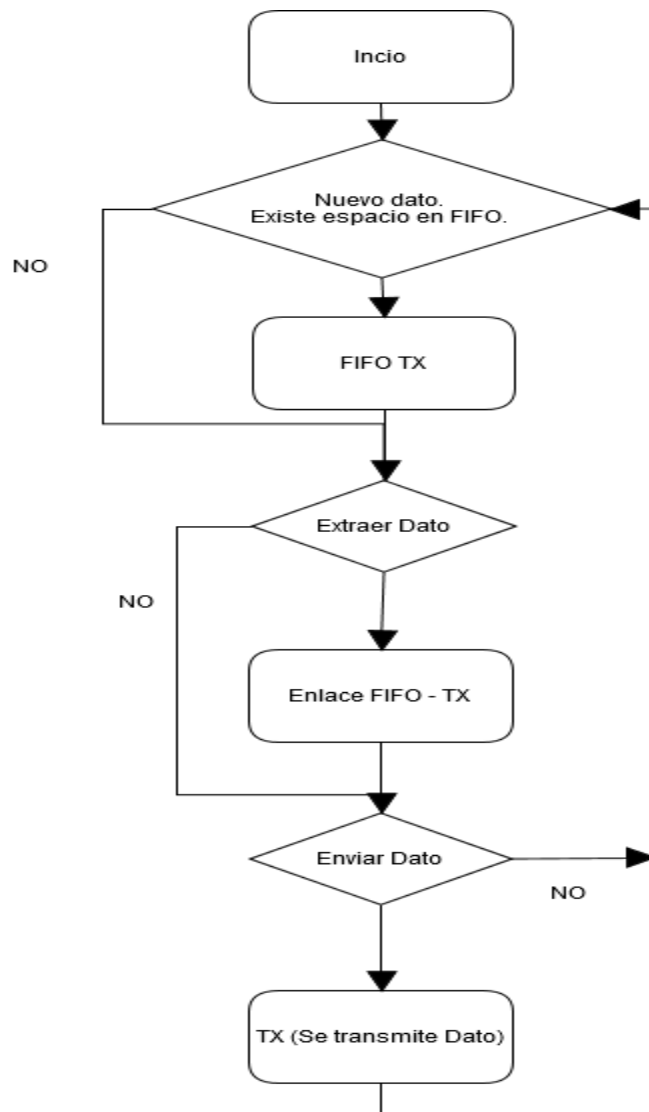 Incio
Nuevo dato.
Existe espacio en FIFO.
NO
FIFO TX
Extraer Dato
NO
Enlace FIFO - TX
Enviar Dato
NO
TX (Se transmite Dato)